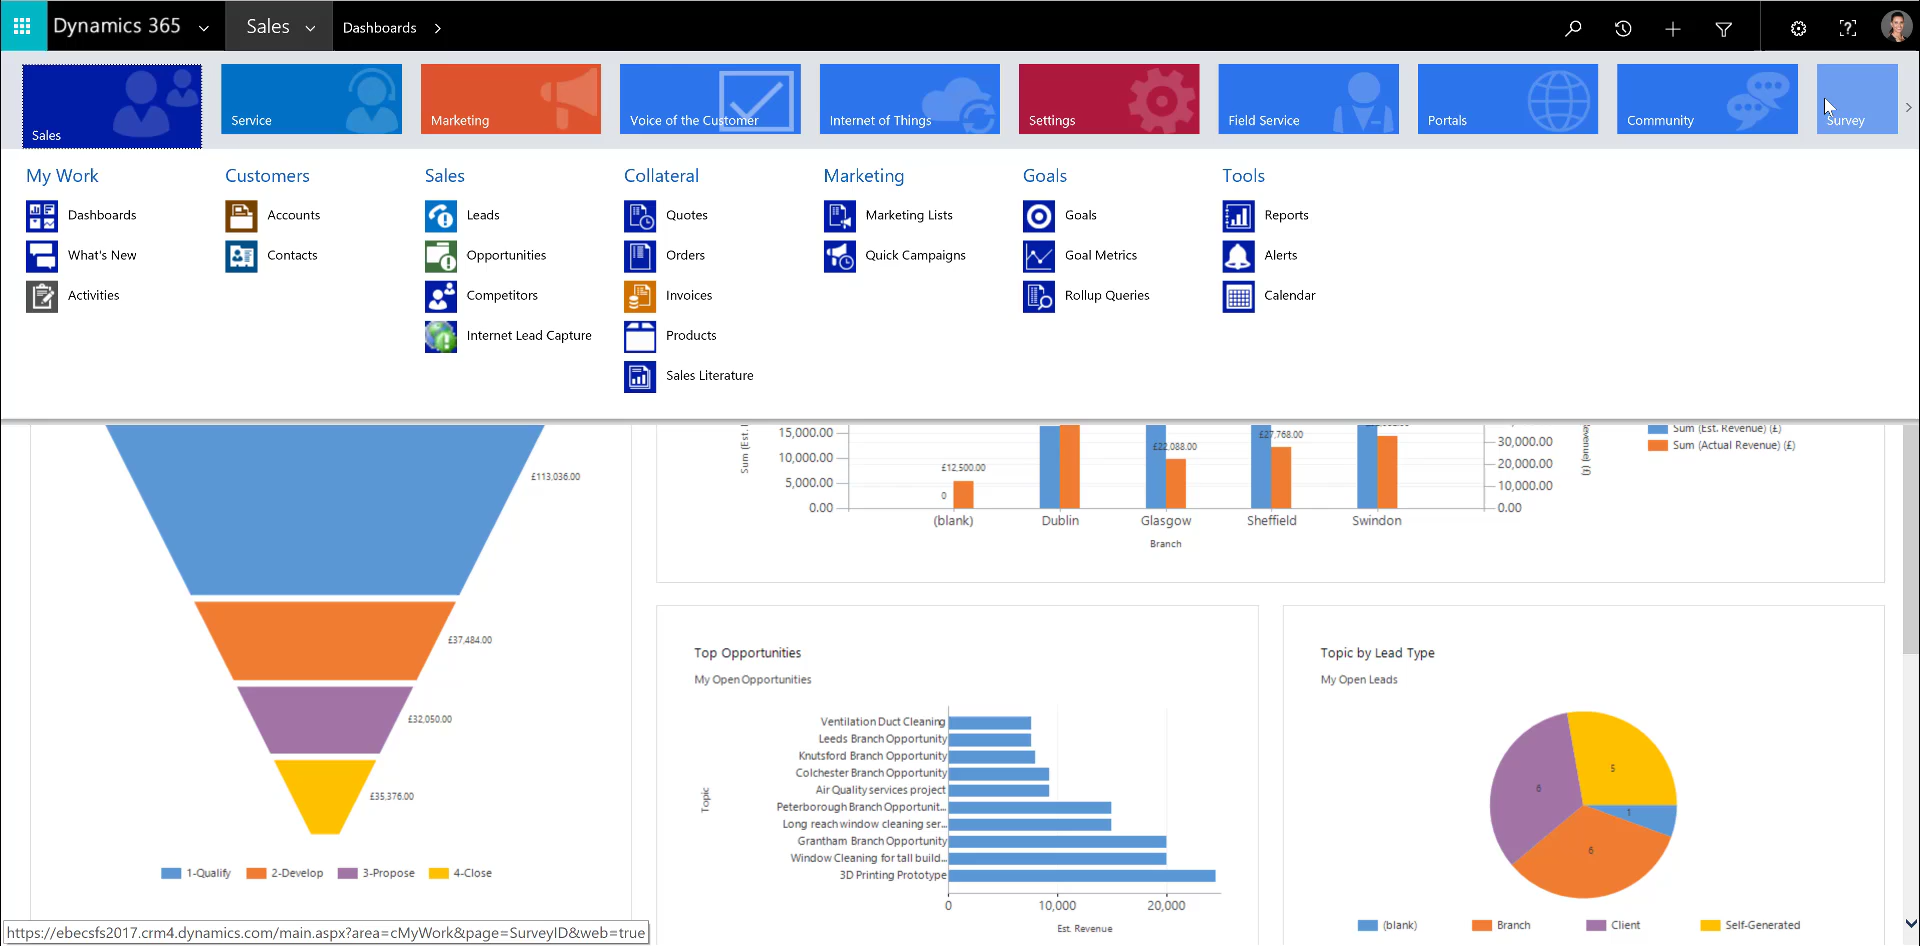 Dynamics 365
Sales
Dashboards
Sales
Service
Marketing
Voice of the Customer
Internet of Things
Settings
Field Service
Portals
Community
Survey
My Work
Dashboards
What's New
Activities
Customers
Accounts
Contacts
Sales
Leads
Opportunities
Competitors
Internet Lead Capture
Collateral
Quotes
Orders
Invoices
Products
Sales Literature
Marketing
Marketing Lists
Quick Campaigns
Goals
Goals
Goal Metrics
Rollup Queries
Tools
Reports
Alerts
Calendar
£113,036.00
£37,484.00
£32,050.00
£35,376.00
1-Qualify
2-Develop
3-Propose
4-Close
Sum (Est.
15,000.00
10,000.00
5,000.00
0.00
£12,500.00
0
£22,088.00
£27,768.00
(blank)
Dublin
Glasgow
Sheffield
Swindon
Branch
30,000.00
20,000.00
10,000.00
0.00
(£)
Sum (Est. Revenue) (£)
Sum (Actual Revenue) (£)
Top Opportunities
My Open Opportunities
Topic
Ventilation Duct Cleaning
Leeds Branch Opportunity
Knutsford Branch Opportunity
Colchester Branch Opportunity
Air Quality services project
Peterborough Branch Opportunit...
Long reach window cleaning ser...
Grantham Branch Opportunity
Window Cleaning for tall build...
3D Printing Prototype
0
10,000
20,000
Est. Revenue
Topic by Lead Type
My Open Leads
5
6
1
6
(blank)
Branch
Client
Self-Generated
https://ebecsfs2017.crm4.dynamics.com/main.aspx?area=cMyWork&page=SurveyID&web=true